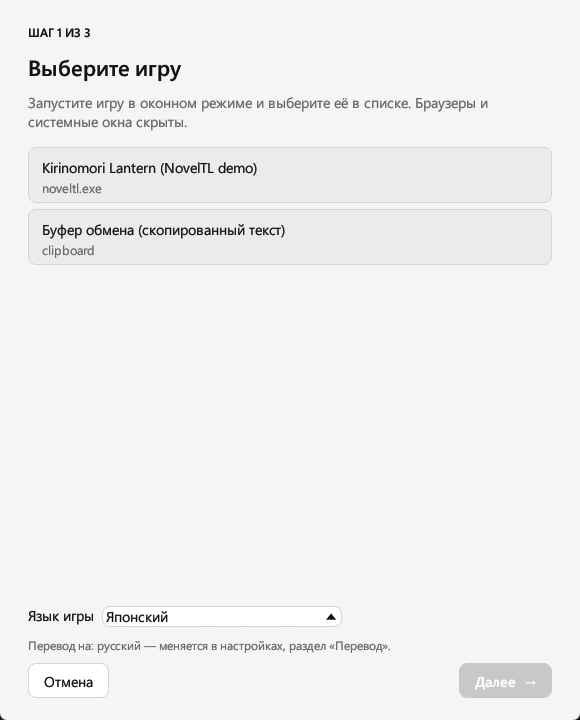 ШАГ 1 ИЗ 3
Выберите игру
Запустите игру в оконном режиме и выберите её в списке. Браузеры и
системные окна скрыты.
Kirinomori Lantern (NovelTL demo)
noveltl.exe
Буфер обмена (скопированный текст)
clipboard
Язык игры Японский
Перевод на: русский — меняется в настройках, раздел «Перевод».
Отмена Далее →